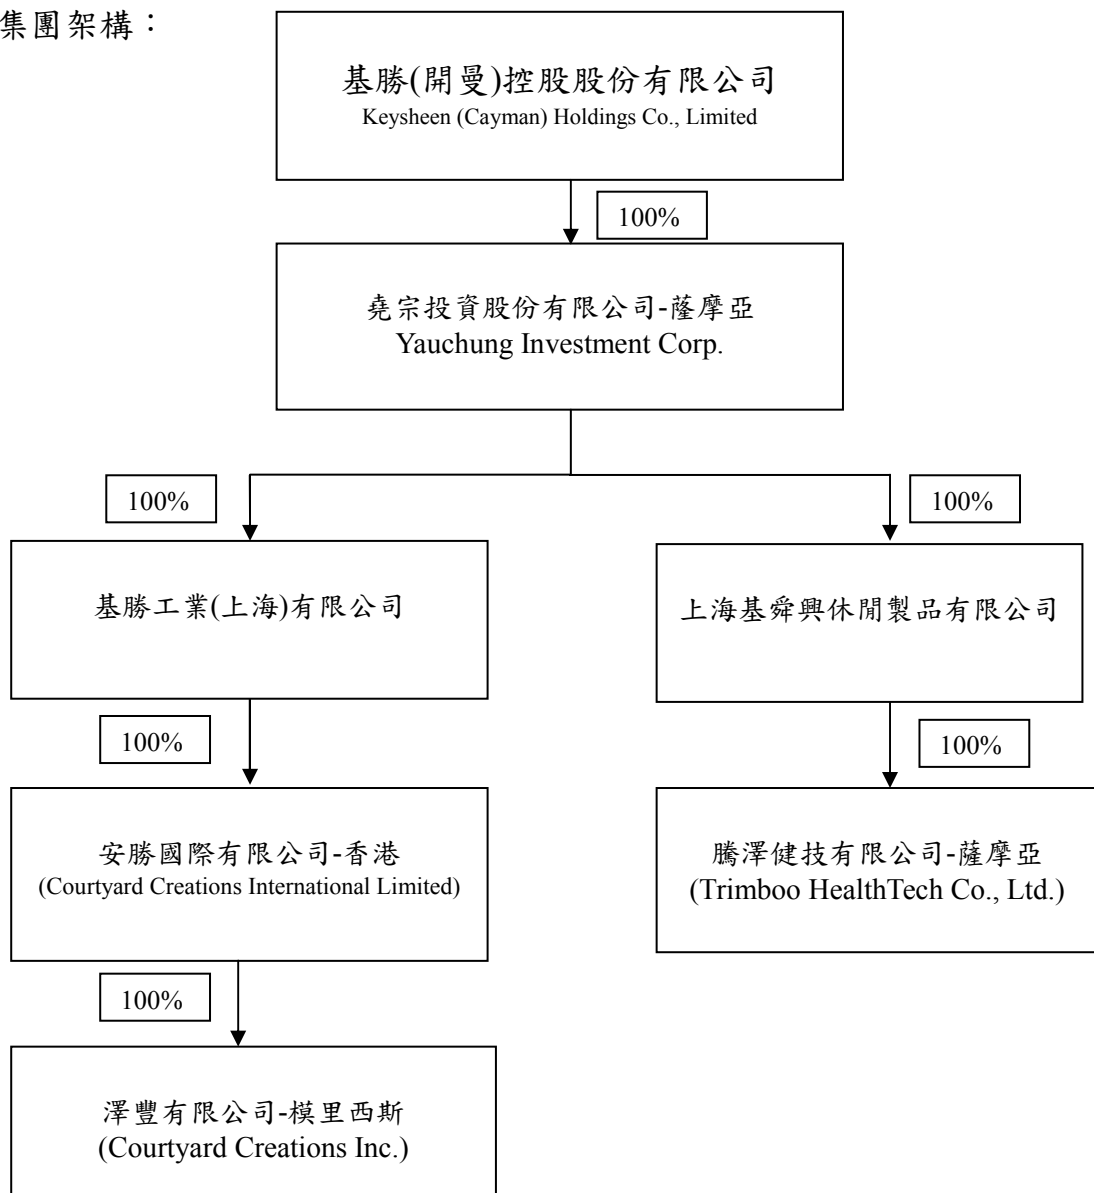 集團架構：
基勝(開曼)控股股份有限公司
Keysheen (Cayman) Holdings Co., Limited
100%
堯宗投資股份有限公司-薩摩亞
Yauchung Investment Corp.
100%
100%
基勝工業(上海)有限公司
上海基舜興休閒製品有限公司
100%
100%
安勝國際有限公司-香港
(Courtyard Creations International Limited)
騰澤健技有限公司-薩摩亞
(Trimboo HealthTech Co., Ltd.)
100%
澤豐有限公司-模里西斯
(Courtyard Creations Inc.)